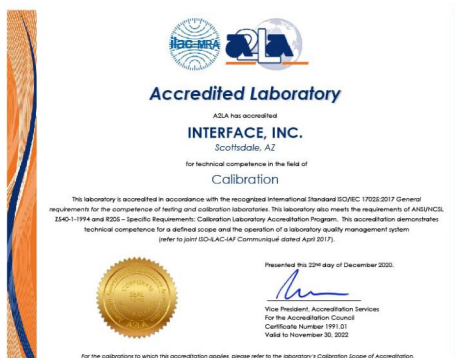 ilac-MRA
A2LA
Accredited Laboratory
A2LA has accredited
INTERFACE, INC.
Scottsdale, AZ
for technical competence in the field of
Calibration
This laboratory is accredited in accordance with the recognized International Standard ISO/IEC 17025:2017 General
requirements for the competence of testing and calibration laboratories. This laboratory also meets the requirements of ANSI/NCSL
Z540-1-1994 and R205 – Specific Requirements: Calibration Laboratory Accreditation Program. This accreditation demonstrates
technical competence for a defined scope and the operation of a laboratory quality management system
(refer to joint ISO-ILAC-IAF Communiqué dated April 2017).
Presented this 22nd day of December 2020.
Vice President, Accreditation Services
For the Accreditation Council
Certificate Number 1991.01
Valid to November 30, 2022
For the calibrations to which this accreditation applies, please refer to the laboratory's Calibration Scope of Accreditation.